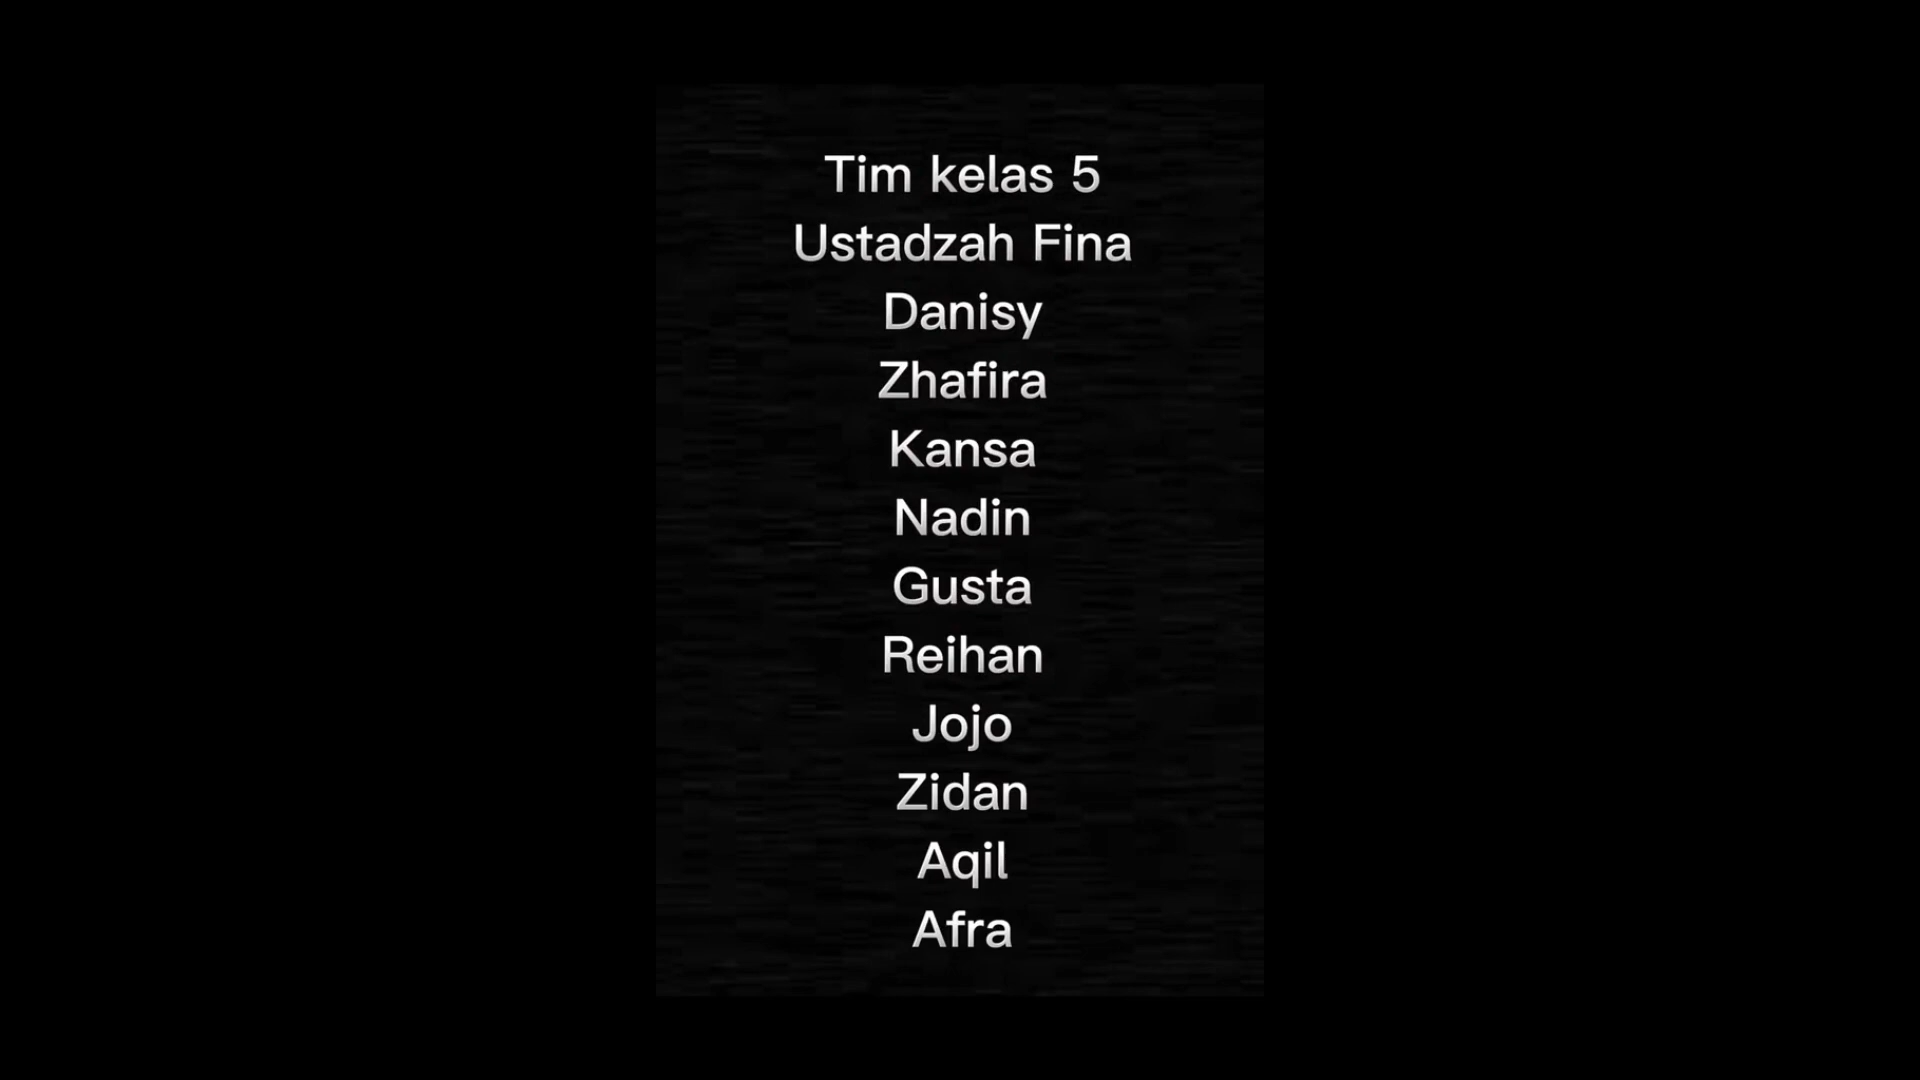 Tim kelas 5
Ustadzah Fina
Danisy
Zhafira
Kansa
Nadin
Gusta
Reihan
Jojo
Zidan
Aqil
Afra